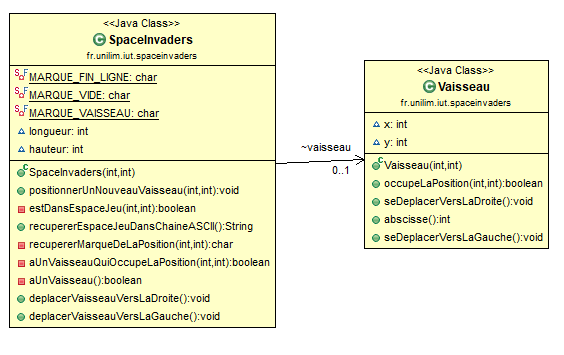 <<Java Class>>
SpaceInvaders
fr.unilim.iut.spaceinvaders
MARQUE_FIN_LIGNE: char
MARQUE_VIDE: char
MARQUE_VAISSEAU: char
longueur: int
hauteur: int
SpaceInvaders(int,int)
positionnerUnNouveauVaisseau(int,int):void
estDansEspaceJeu(int,int):boolean
recupererEspaceJeuDansChaineASCII():String
recupererMarqueDeLaPosition(int,int):char
aUnVaisseauQuiOccupeLaPosition(int,int):boolean
aUnVaisseau():boolean
deplacerVaisseauVersLaDroite():void
deplacerVaisseauVersLaGauche():void
~vaisseau
0..1
<<Java Class>>
Vaisseau
fr.unilim.iut.spaceinvaders
x: int
y: int
Vaisseau(int,int)
occupeLaPosition(int,int):boolean
seDeplacerVersLaDroite():void
abscisse():int
seDeplacerVersLaGauche():void